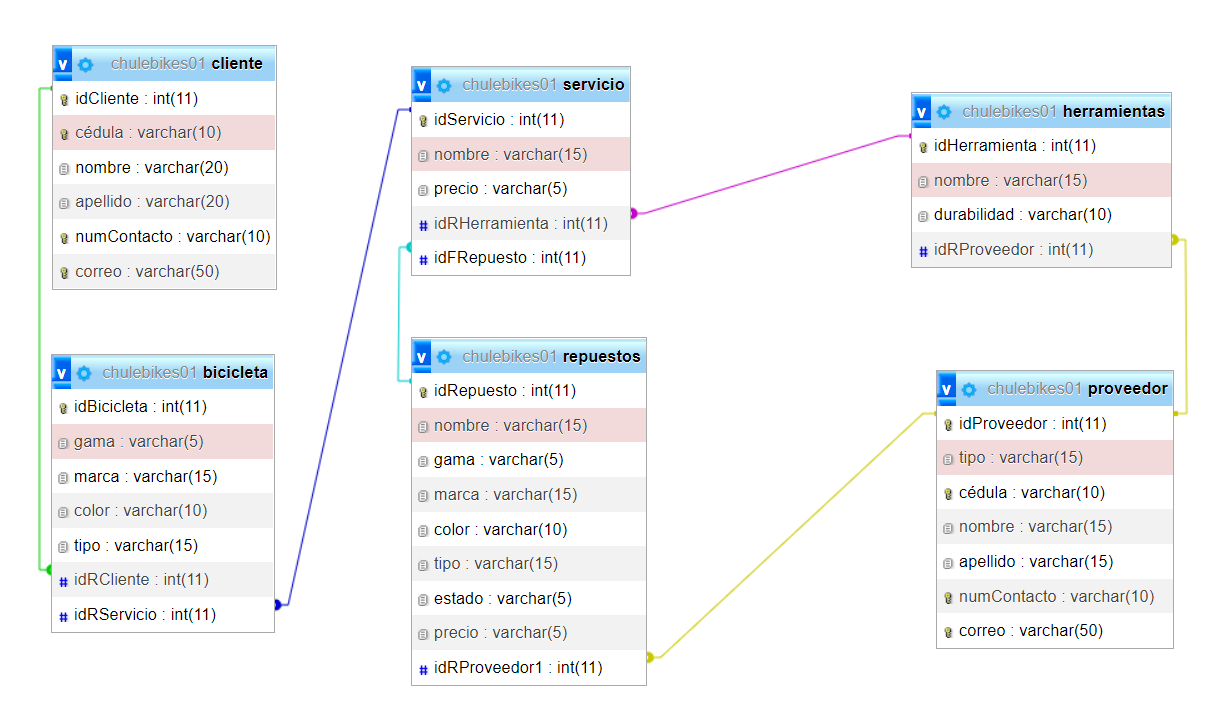 v chulebikes01 cliente
idCliente : int(11)
cédula : varchar(10)
nombre : varchar(20)
apellido : varchar(20)
numContacto : varchar(10)
correo : varchar(50)
v chulebikes01 bicicleta
idBicicleta : int(11)
gama : varchar(5)
marca : varchar(15)
color : varchar(10)
tipo : varchar(15)
# idRCliente : int(11)
# idRServicio : int(11)
v chulebikes01 servicio
idServicio : int(11)
nombre : varchar(15)
precio : varchar(5)
# idRHerramienta : int(11)
# idFRepuesto : int(11)
v chulebikes01 repuestos
idRepuesto : int(11)
nombre : varchar(15)
gama : varchar(5)
marca : varchar(15)
color : varchar(10)
tipo : varchar(15)
estado : varchar(5)
precio : varchar(5)
# idRProveedor1 : int(11)
v chulebikes01 herramientas
idHerramienta : int(11)
nombre : varchar(15)
durabilidad : varchar(10)
# idRProveedor : int(11)
v chulebikes01 proveedor
idProveedor : int(11)
tipo : varchar(15)
cédula : varchar(10)
nombre : varchar(15)
apellido : varchar(15)
numContacto : varchar(10)
correo : varchar(50)